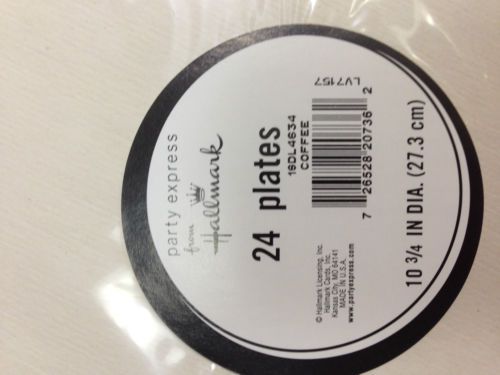 party express
from
Hallmark
24 plates
16DL4634
COFFEE
LV7157
7 26528 20736 2
10 3/4 IN DIA. (27.3 cm)
© Hallmark Licensing, Inc.
Hallmark Cards, Inc.
Kansas City, MO 64141
MADE IN U.S.A.
www.partyexpress.com